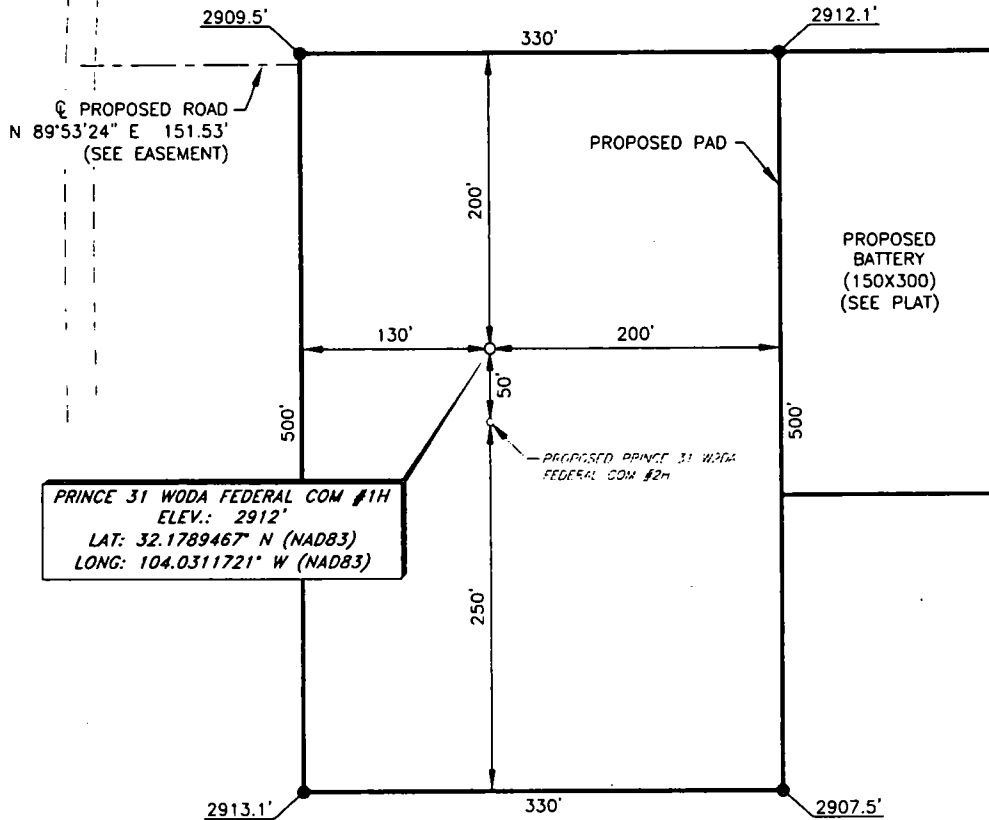 2909.5'
2912.1'
330'
℄ PROPOSED ROAD
N 89°53'24" E 151.53'
(SEE EASEMENT)
PROPOSED PAD
200'
PROPOSED
BATTERY
(150X300)
(SEE PLAT)
130'
200'
50'
500'
500'
PROPOSED PRINCE 31 W2DA
FEDERAL COM #2H
PRINCE 31 WODA FEDERAL COM #1H
ELEV.: 2912'
LAT: 32.1789467° N (NAD83)
LONG: 104.0311721° W (NAD83)
250'
2913.1'
330'
2907.5'